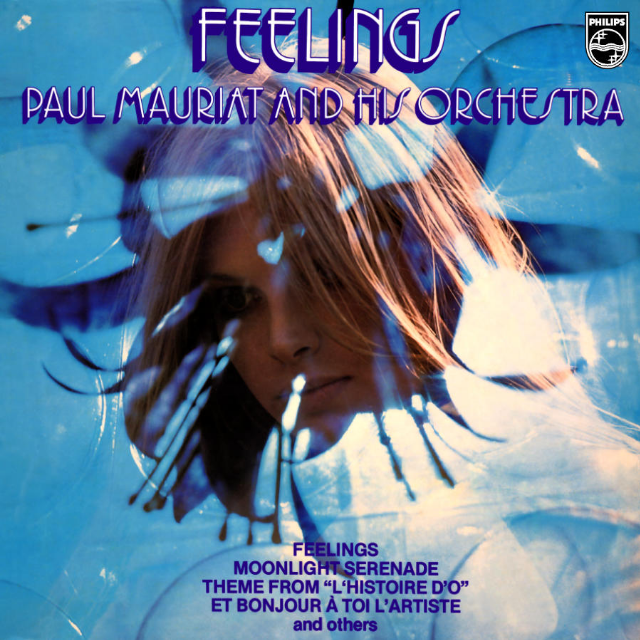 FEELINGS
PHILIPS
PAUL MAURIAT AND HIS ORCHESTRA
FEELINGS
MOONLIGHT SERENADE
THEME FROM “L‘HISTOIRE D’O”
ET BONJOUR À TOI L’ARTISTE
and others